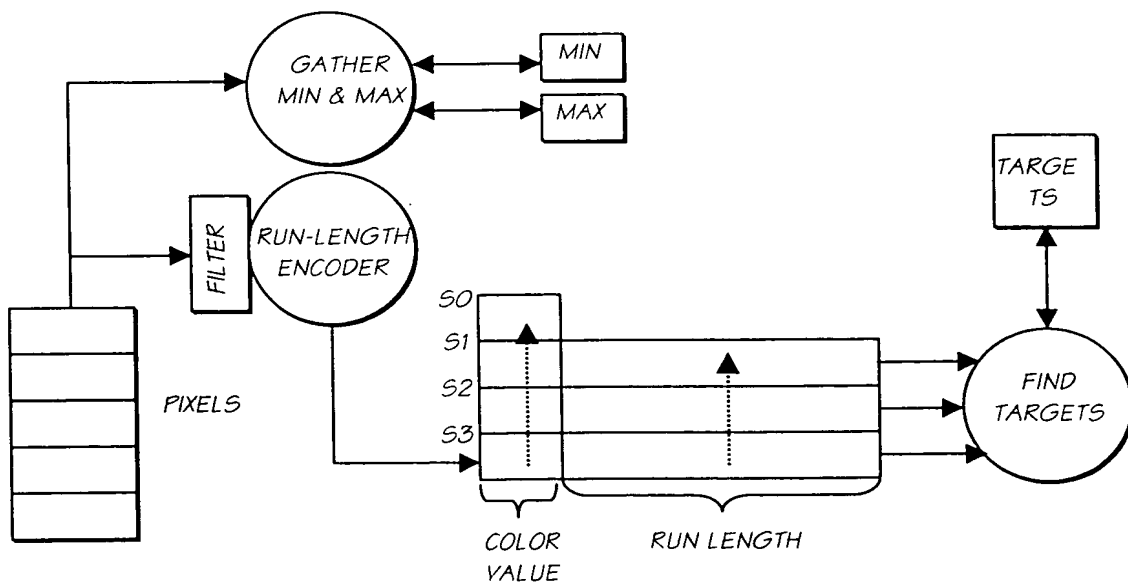 GATHER
MIN & MAX
MIN
MAX
TARGE
TS
FILTER
RUN-LENGTH
ENCODER
S0
S1
S2
S3
PIXELS
FIND
TARGETS
COLOR
VALUE
RUN LENGTH